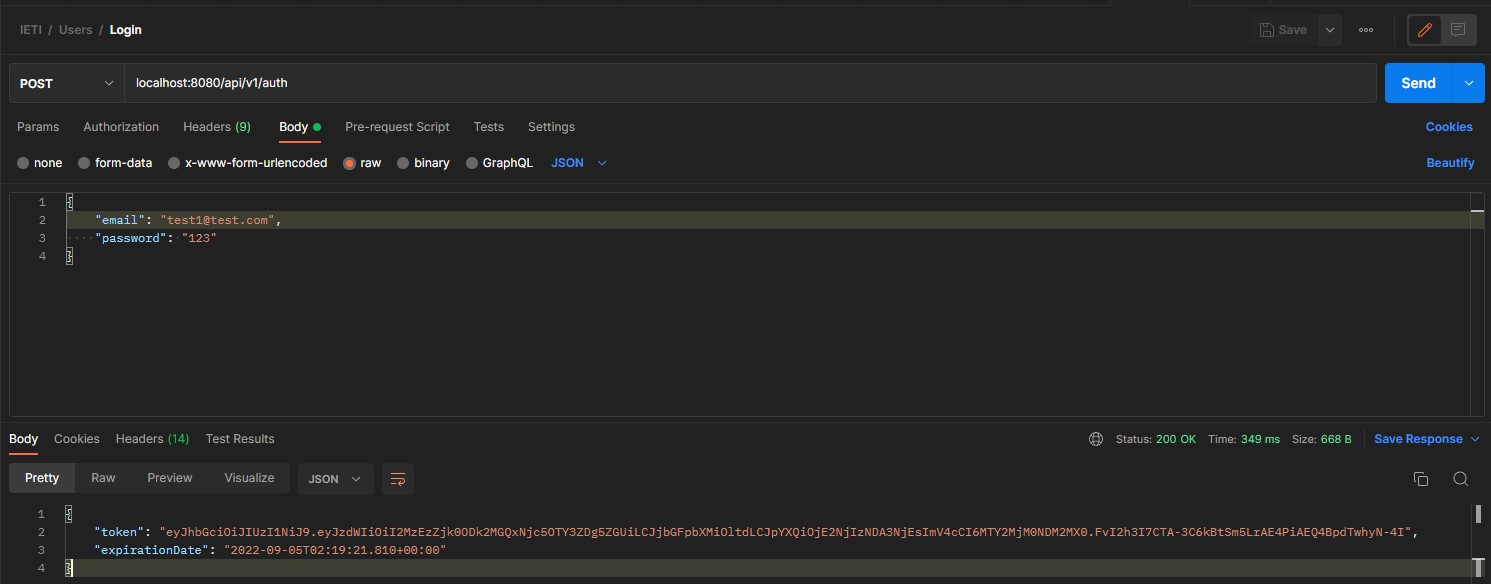 IETI / Users / Login
Save
POST localhost:8080/api/v1/auth Send
Params Authorization Headers (9) Body Pre-request Script Tests Settings Cookies
none form-data x-www-form-urlencoded raw binary GraphQL JSON Beautify
1 {
2 "email": "test1@test.com",
3 "password": "123"
4 }
Body Cookies Headers (14) Test Results Status: 200 OK Time: 349 ms Size: 668 B Save Response
Pretty Raw Preview Visualize JSON
1 {
2 "token": "eyJhbGciOiJIUzI1NiJ9.eyJzdWIiOiI2MzEzZjk0ODk2MGQxNjc5OTY3ZDg5ZGUiLCJjbGFpbXMiOltdLCJpYXQiOjE2NjIzNDA3NjEsImV4cCI6MTY2MjM0NDM2MX0.FvI2h3I7CTA-3C6kBtSm5LrAE4PiAEQ4BpdTwhyN-4I",
3 "expirationDate": "2022-09-05T02:19:21.810+00:00"
4 }